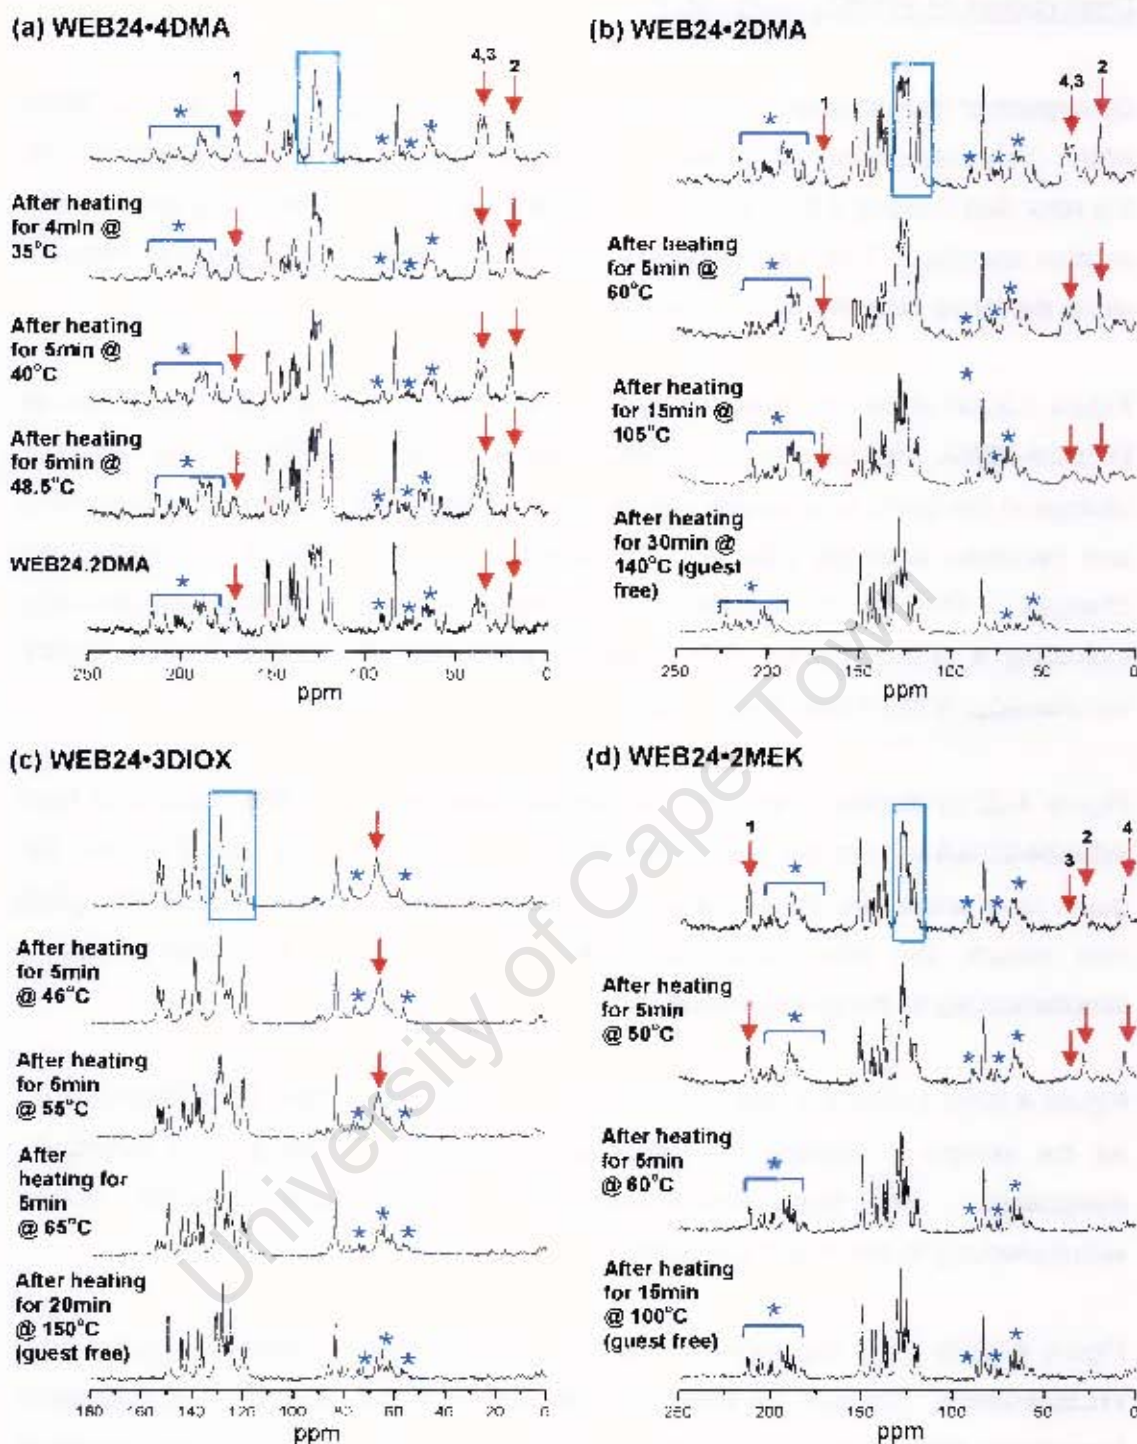 (a) WEB24•4DMA
1
4,3
2
*
* * *
After heating
for 4min @
35°C
*
* * *
After heating
for 5min @
40°C
*
* * *
After heating
for 5min @
48.5°C
*
* * *
WEB24.2DMA
*
* * *
250 200 150 100 50 0
ppm
(b) WEB24•2DMA
1
4,3
2
*
* * *
After heating
for 5min @
60°C
*
* * *
After heating
for 15min @
105°C
*
* * *
After heating
for 30min @
140°C (guest
free)
*
* *
250 200 150 100 50 0
ppm
(c) WEB24•3DIOX
* *
After heating
for 5min
@ 46°C
* *
After heating
for 5min
@ 55°C
* *
After
heating for
5min
@ 65°C
* * *
After heating
for 20min
@ 150°C
(guest free)
* * *
180 160 140 120 100 80 60 40 20 0
ppm
(d) WEB24•2MEK
1
2
3
4
*
* * *
After heating
for 5min
@ 50°C
*
* * *
After heating
for 5min
@ 60°C
*
* * *
After heating
for 15min
@ 100°C
(guest free)
*
* * *
250 200 150 100 50 0
ppm
University of Cape Town